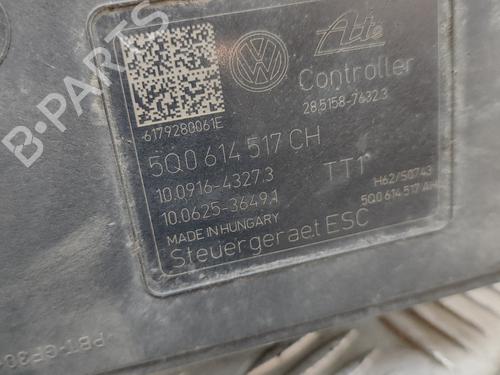 Ate
Controller
28.5158-7632.3
6179280061E
5Q0 614 517 CH
10.0916-4327.3
TT1
H62/S0743
10.0625-3649.1
5Q0 614 517 AH
MADE IN HUNGARY
Steuergeraet ESC
B-PARTS